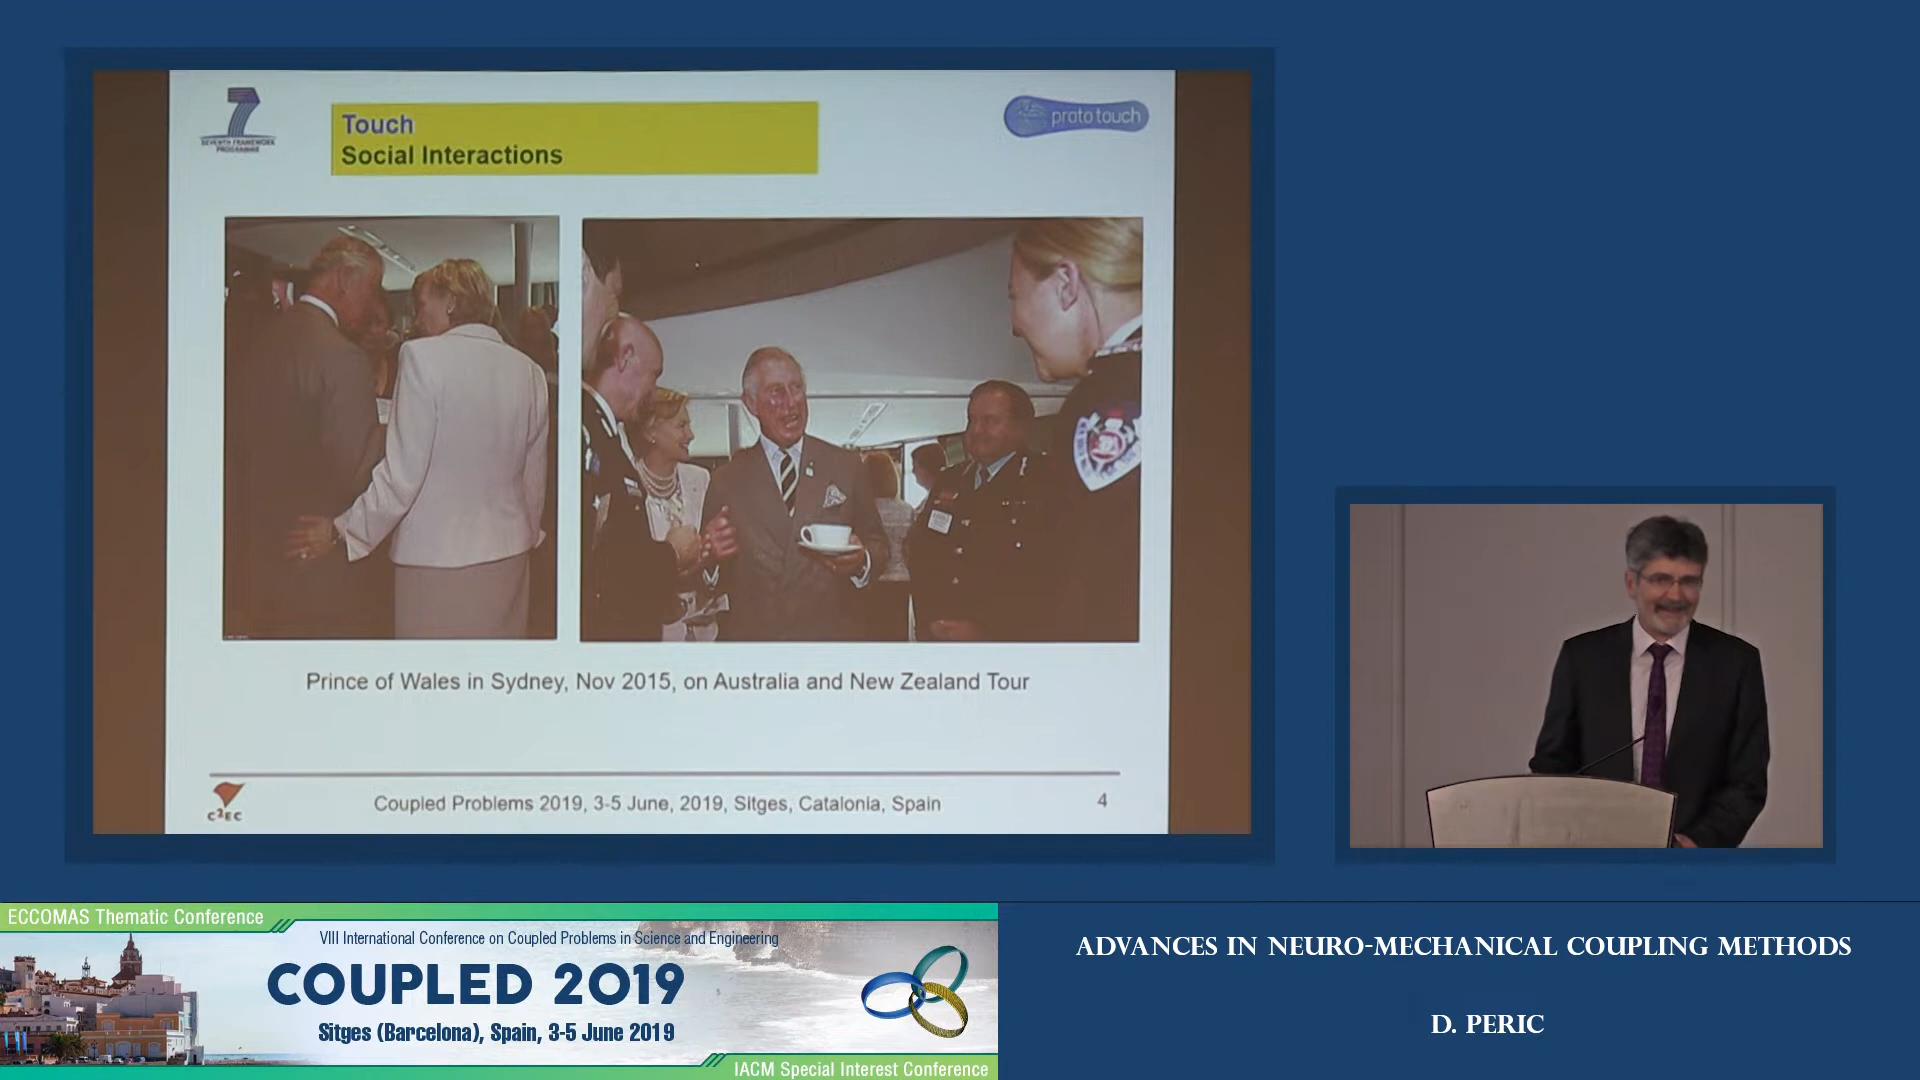 SEVENTH FRAMEWORK
PROGRAMME
Touch
Social Interactions
proto touch
Prince of Wales in Sydney, Nov 2015, on Australia and New Zealand Tour
C²EC
Coupled Problems 2019, 3-5 June, 2019, Sitges, Catalonia, Spain
4
ECCOMAS Thematic Conference
VIII International Conference on Coupled Problems in Science and Engineering
COUPLED 2019
Sitges (Barcelona), Spain, 3-5 June 2019
IACM Special Interest Conference
ADVANCES IN NEURO-MECHANICAL COUPLING METHODS
D. PERIC